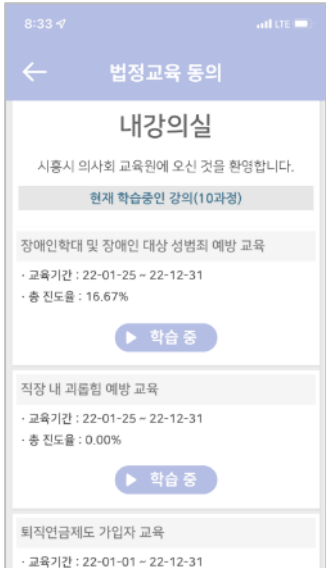 8:33
LTE
법정교육 동의
내강의실
시흥시 의사회 교육원에 오신 것을 환영합니다.
현재 학습중인 강의(10과정)
장애인학대 및 장애인 대상 성범죄 예방 교육
· 교육기간 : 22-01-25 ~ 22-12-31
· 총 진도율 : 16.67%
학습 중
직장 내 괴롭힘 예방 교육
· 교육기간 : 22-01-25 ~ 22-12-31
· 총 진도율 : 0.00%
학습 중
퇴직연금제도 가입자 교육
· 교육기간 : 22-01-01 ~ 22-12-31